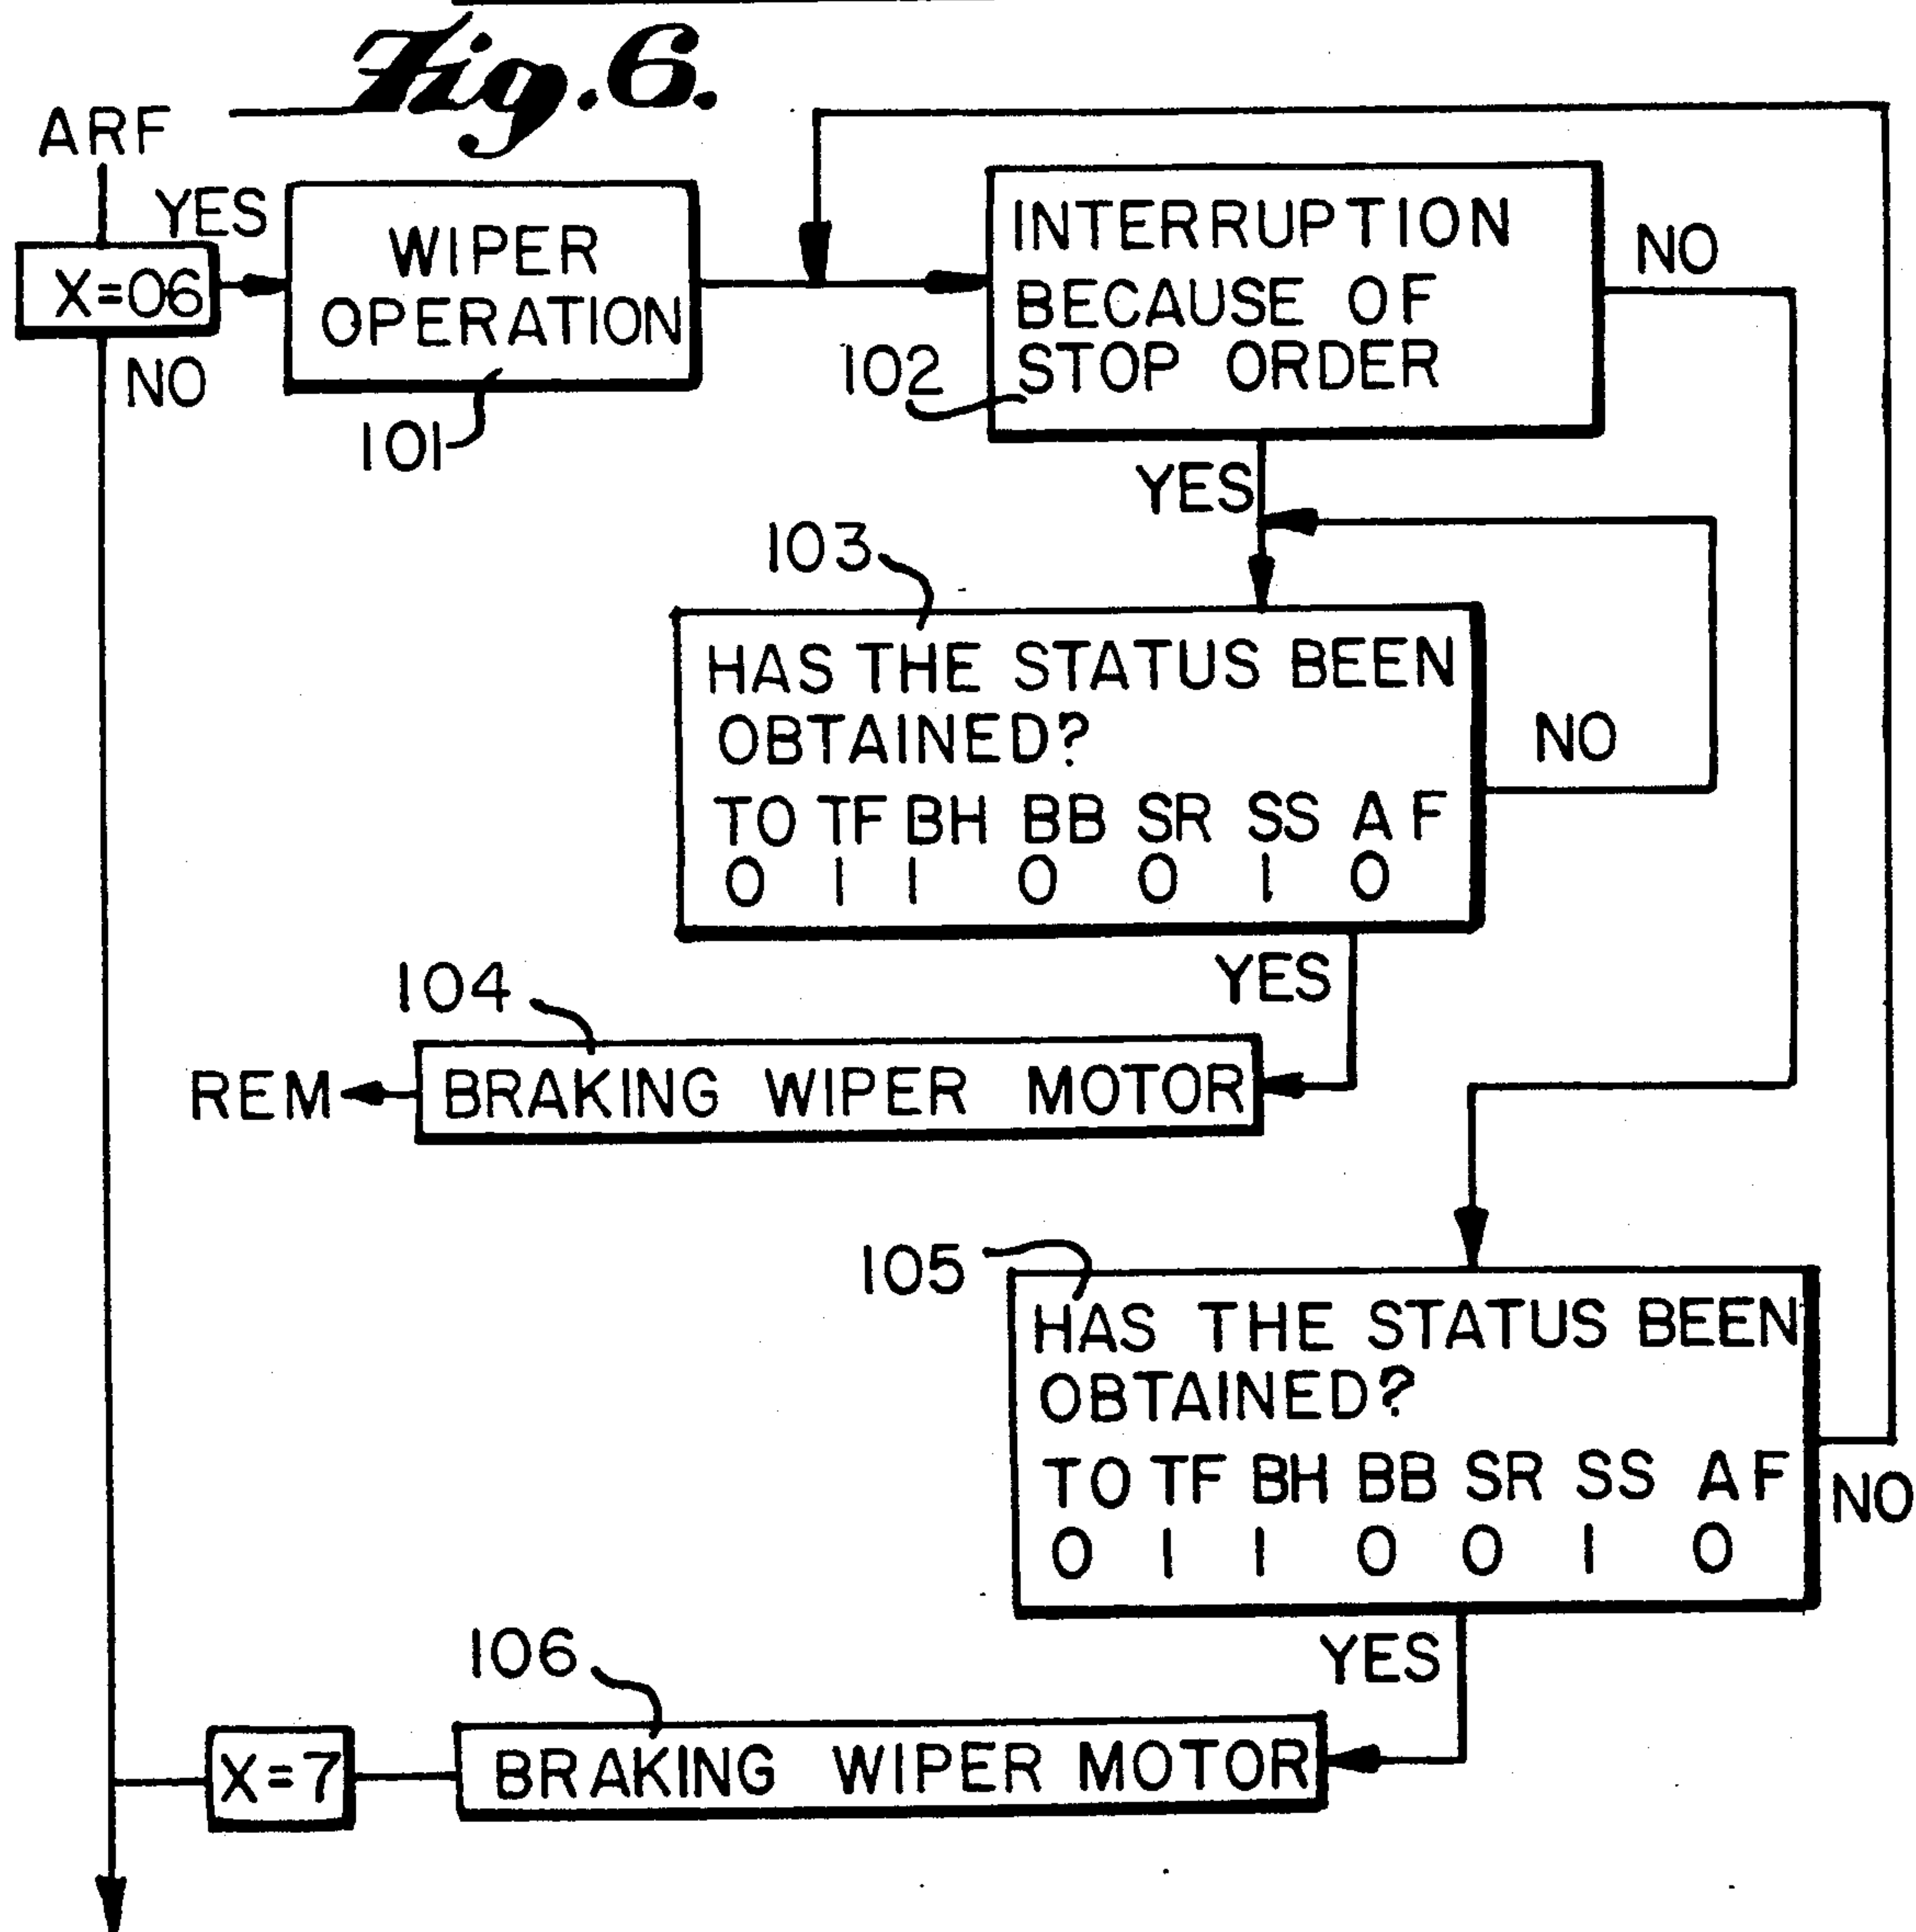 Fig. 6.
ARF
YES
X=06
NO
WIPER
OPERATION
101
INTERRUPTION
BECAUSE OF
STOP ORDER
102
NO
YES
103
HAS THE STATUS BEEN
OBTAINED?
TO TF BH BB SR SS AF
0 1 1 0 0 1 0
NO
YES
104
BRAKING WIPER MOTOR
REM
105
HAS THE STATUS BEEN
OBTAINED?
TO TF BH BB SR SS AF
0 1 1 0 0 1 0
NO
YES
106
BRAKING WIPER MOTOR
X=7